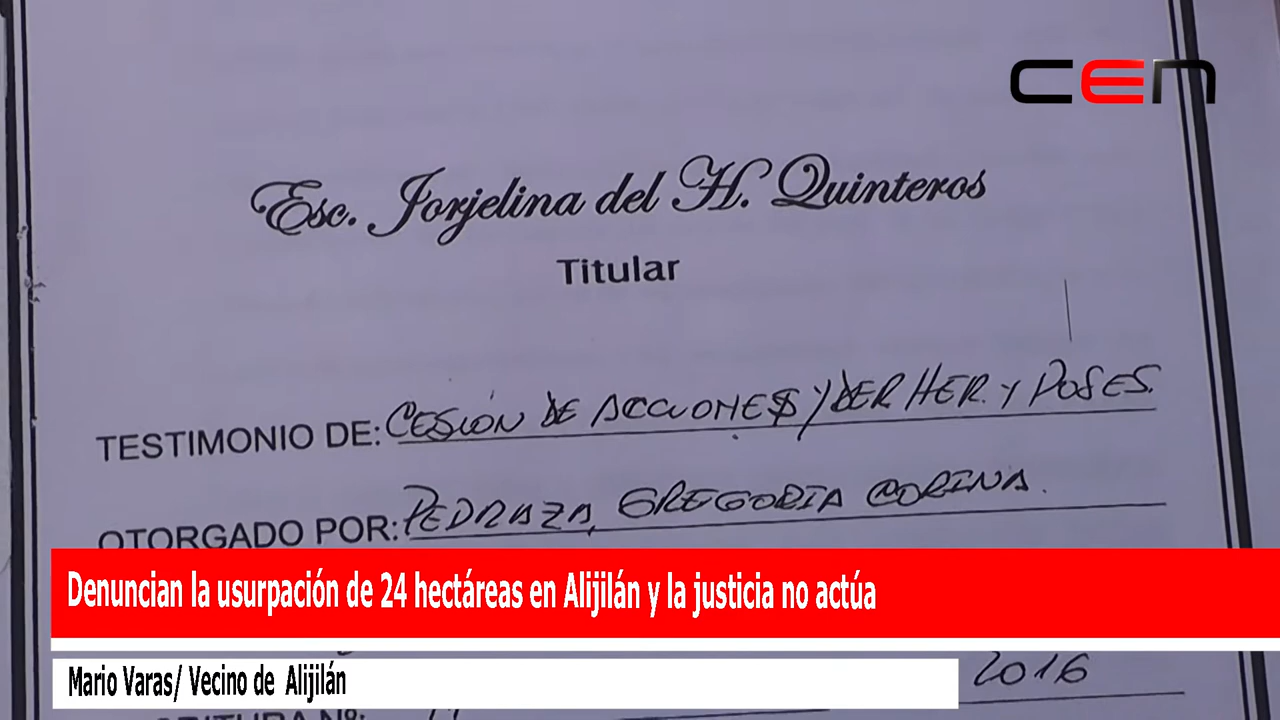 CEN
Esc. Jorjelina del H. Quinteros
Titular
TESTIMONIO DE: CESIÓN DE ACCIONES Y DER HER. Y POSES.
OTORGADO POR: PEDRAZA, GREGORIA CORINA.
Denuncian la usurpación de 24 hectáreas en Alijilán y la justicia no actúa
2016
Mario Varas/ Vecino de Alijilán